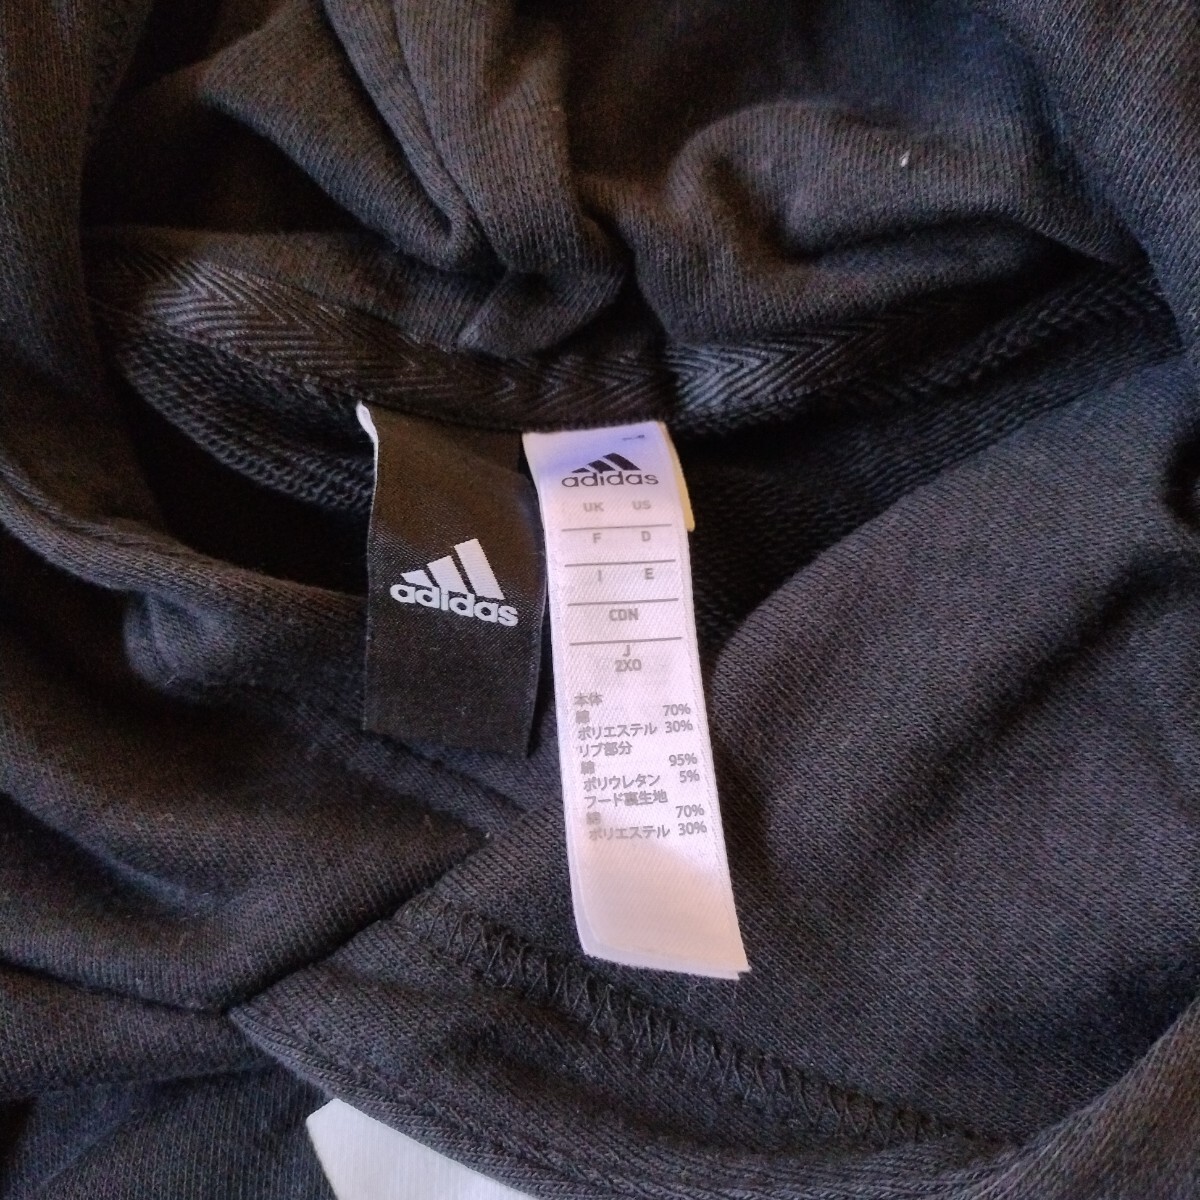 adidas
adidas
UK US
F D
I E
CDN
J
2XO
本体
綿 70%
ポリエステル 30%
リブ部分
綿 95%
ポリウレタン 5%
フード裏生地
綿 70%
ポリエステル 30%